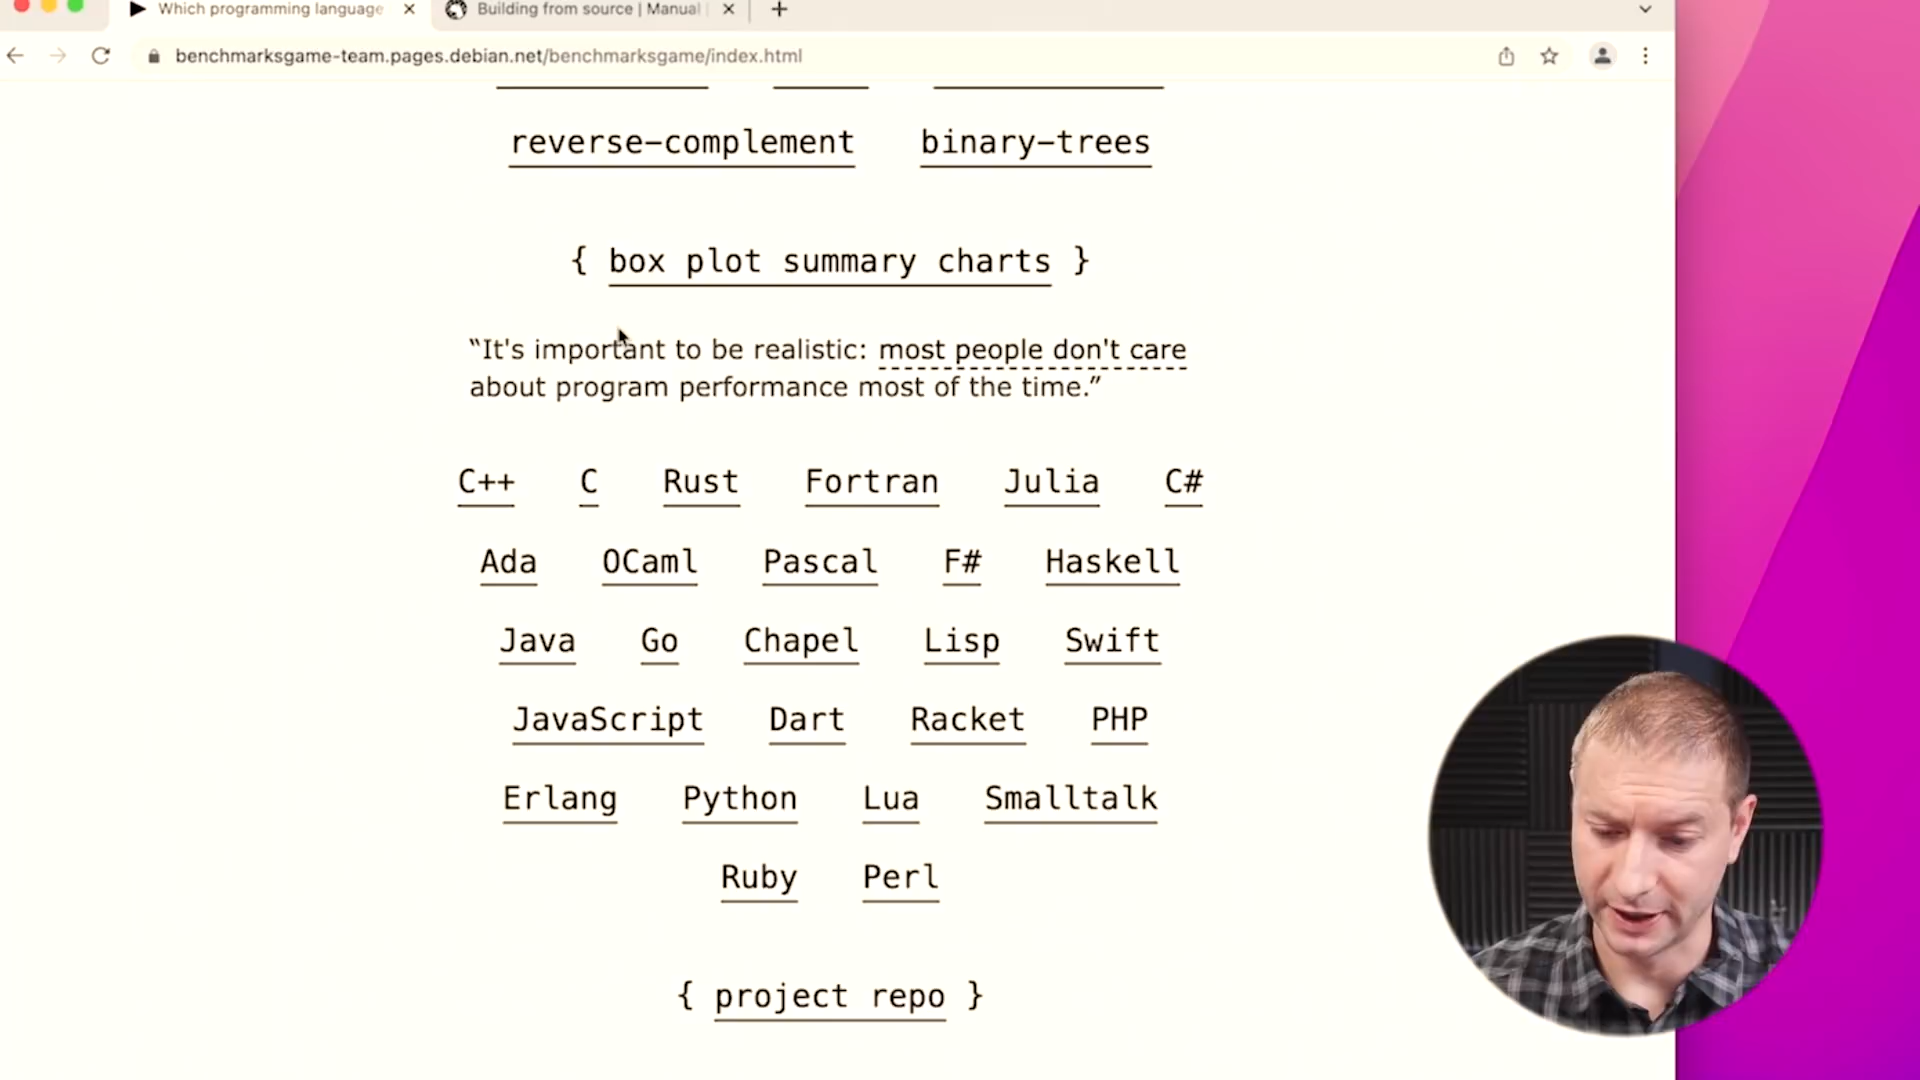 Which programming language
Building from source | Manual
benchmarksgame-team.pages.debian.net/benchmarksgame/index.html
reverse-complement binary-trees
{ box plot summary charts }
“It's important to be realistic: most people don't care
about program performance most of the time.”
C++ C Rust Fortran Julia C#
Ada OCaml Pascal F# Haskell
Java Go Chapel Lisp Swift
JavaScript Dart Racket PHP
Erlang Python Lua Smalltalk
Ruby Perl
{ project repo }